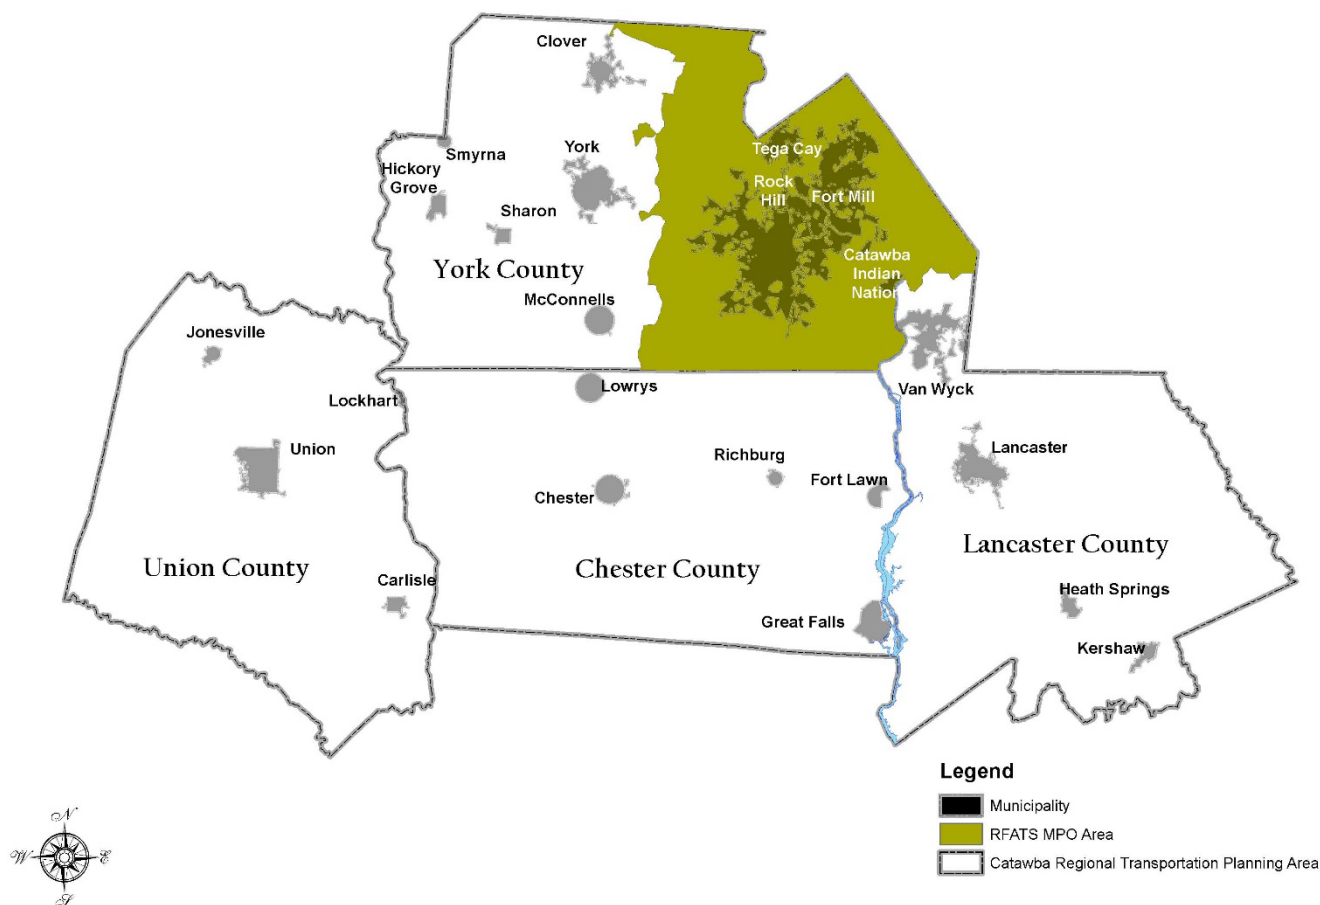 Clover
Smyrna
York
Tega Cay
Hickory
Grove
Rock
Hill
Fort Mill
Sharon
York County
Catawba
Indian
Nation
McConnells
Jonesville
Lowrys
Van Wyck
Lockhart
Union
Lancaster
Richburg
Fort Lawn
Chester
Lancaster County
Union County
Chester County
Carlisle
Heath Springs
Great Falls
Kershaw
Legend
Municipality
RFATS MPO Area
Catawba Regional Transportation Planning Area
N
W
E
S